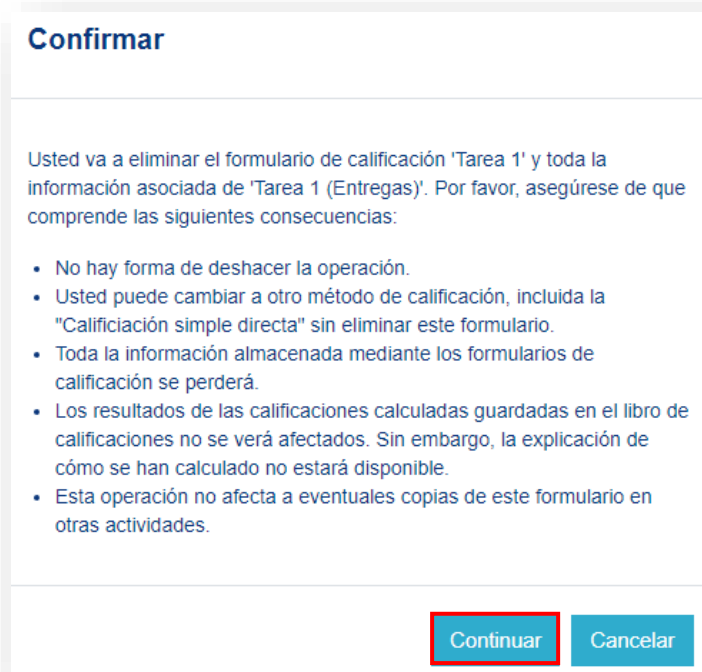 Confirmar
Usted va a eliminar el formulario de calificación 'Tarea 1' y toda la
información asociada de 'Tarea 1 (Entregas)'. Por favor, asegúrese de que
comprende las siguientes consecuencias:
• No hay forma de deshacer la operación.
• Usted puede cambiar a otro método de calificación, incluida la
"Calificiación simple directa" sin eliminar este formulario.
• Toda la información almacenada mediante los formularios de
calificación se perderá.
• Los resultados de las calificaciones calculadas guardadas en el libro de
calificaciones no se verá afectados. Sin embargo, la explicación de
cómo se han calculado no estará disponible.
• Esta operación no afecta a eventuales copias de este formulario en
otras actividades.
Continuar Cancelar